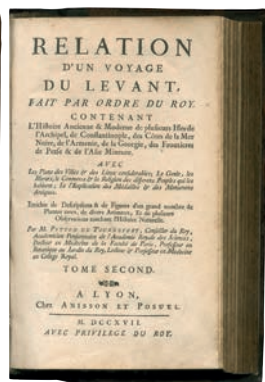 RELATION
D'UN VOYAGE
DU LEVANT,
FAIT PAR ORDRE DU ROY.
CONTENANT
L'Histoire Ancienne & Moderne de plusieurs Isles de
l'Archipel, de Constantinople, des Côtes de la Mer
Noire, de l'Armenie, de la Georgie, des Frontieres
de Perse & de l'Asie Mineure.
AVEC
Les Plans des Villes & des Lieux considerables; Le Genie, les
Mœurs, le Commerce & la Religion des differens Peuples qui les
habitent; Et l'Explication des Médailles & des Monumens
Antiques.
Enrichie de Descriptions & de Figures d'un grand nombre de
Plantes rares, de divers Animaux, Et de plusieurs
Observations touchant l'Histoire Naturelle.
Par M. PITTON DE TOURNEFORT, Conseiller du Roy,
Academicien Pensionnaire de l'Academie Royale des Sciences,
Docteur en Medecine de la Faculté de Paris, Professeur en
Botanique au Jardin du Roy, Lecteur & Professeur en Medecine
au College Royal.
TOME SECOND.
A LYON,
Chez ANISSON ET POSUEL.
M. DCCXVII.
AVEC PRIVILEGE DU ROY.